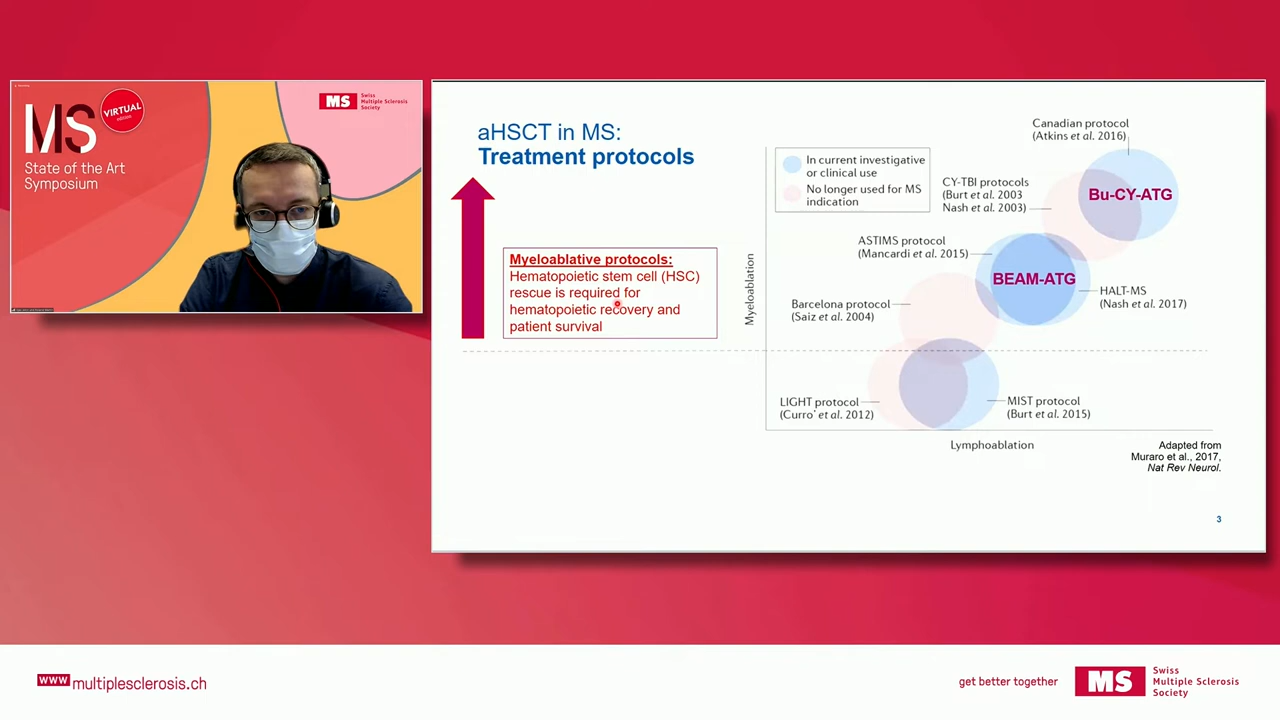 MS
VIRTUAL
edition
State of the Art
Symposium
MS
Swiss
Multiple Sclerosis
Society
aHSCT in MS:
Treatment protocols
Myeloablative protocols:
Hematopoietic stem cell (HSC)
rescue is required for
hematopoietic recovery and
patient survival
In current investigative
or clinical use
No longer used for MS
indication
Canadian protocol
(Atkins et al. 2016)
CY-TBI protocols
(Burt et al. 2003
Nash et al. 2003)
Bu-CY-ATG
ASTIMS protocol
(Mancardi et al. 2015)
BEAM-ATG
HALT-MS
(Nash et al. 2017)
Barcelona protocol
(Saiz et al. 2004)
Myeloablation
LIGHT protocol
(Curro' et al. 2012)
MIST protocol
(Burt et al. 2015)
Lymphoablation
Adapted from
Muraro et al., 2017,
Nat Rev Neurol.
3
www multiplesclerosis.ch
get better together
MS
Swiss
Multiple Sclerosis
Society